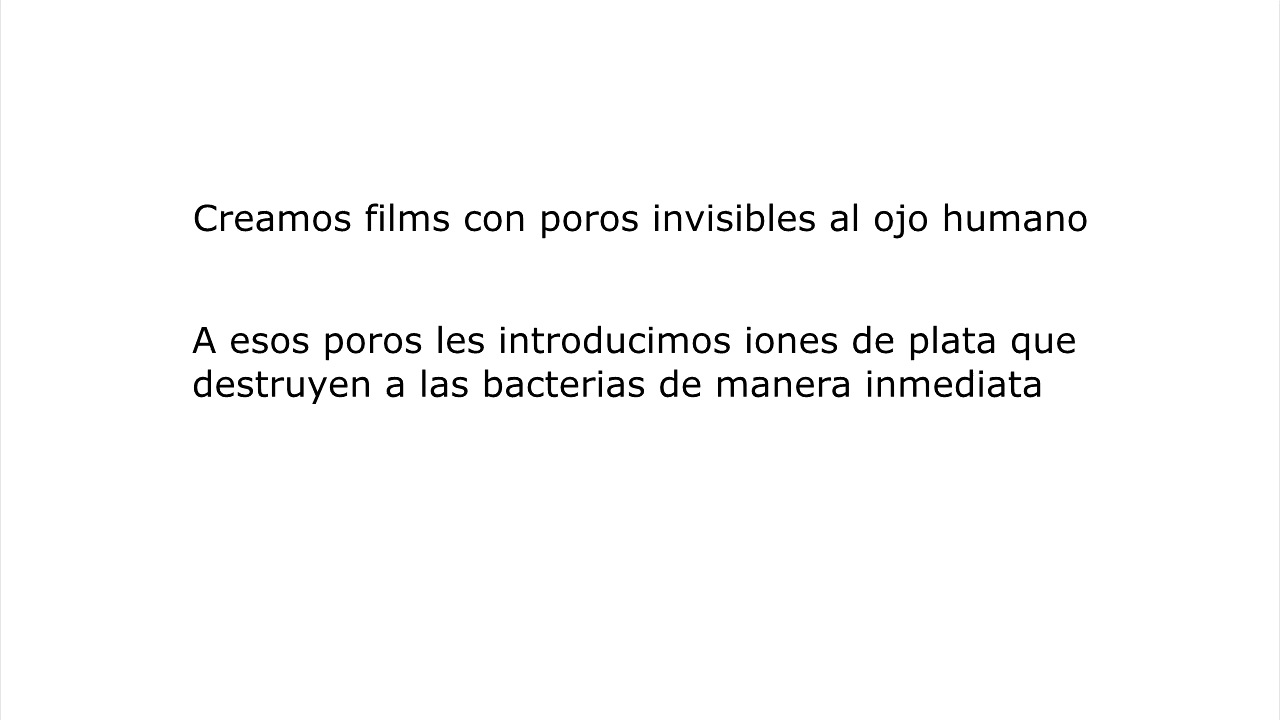 Creamos films con poros invisibles al ojo humano
A esos poros les introducimos iones de plata que
destruyen a las bacterias de manera inmediata